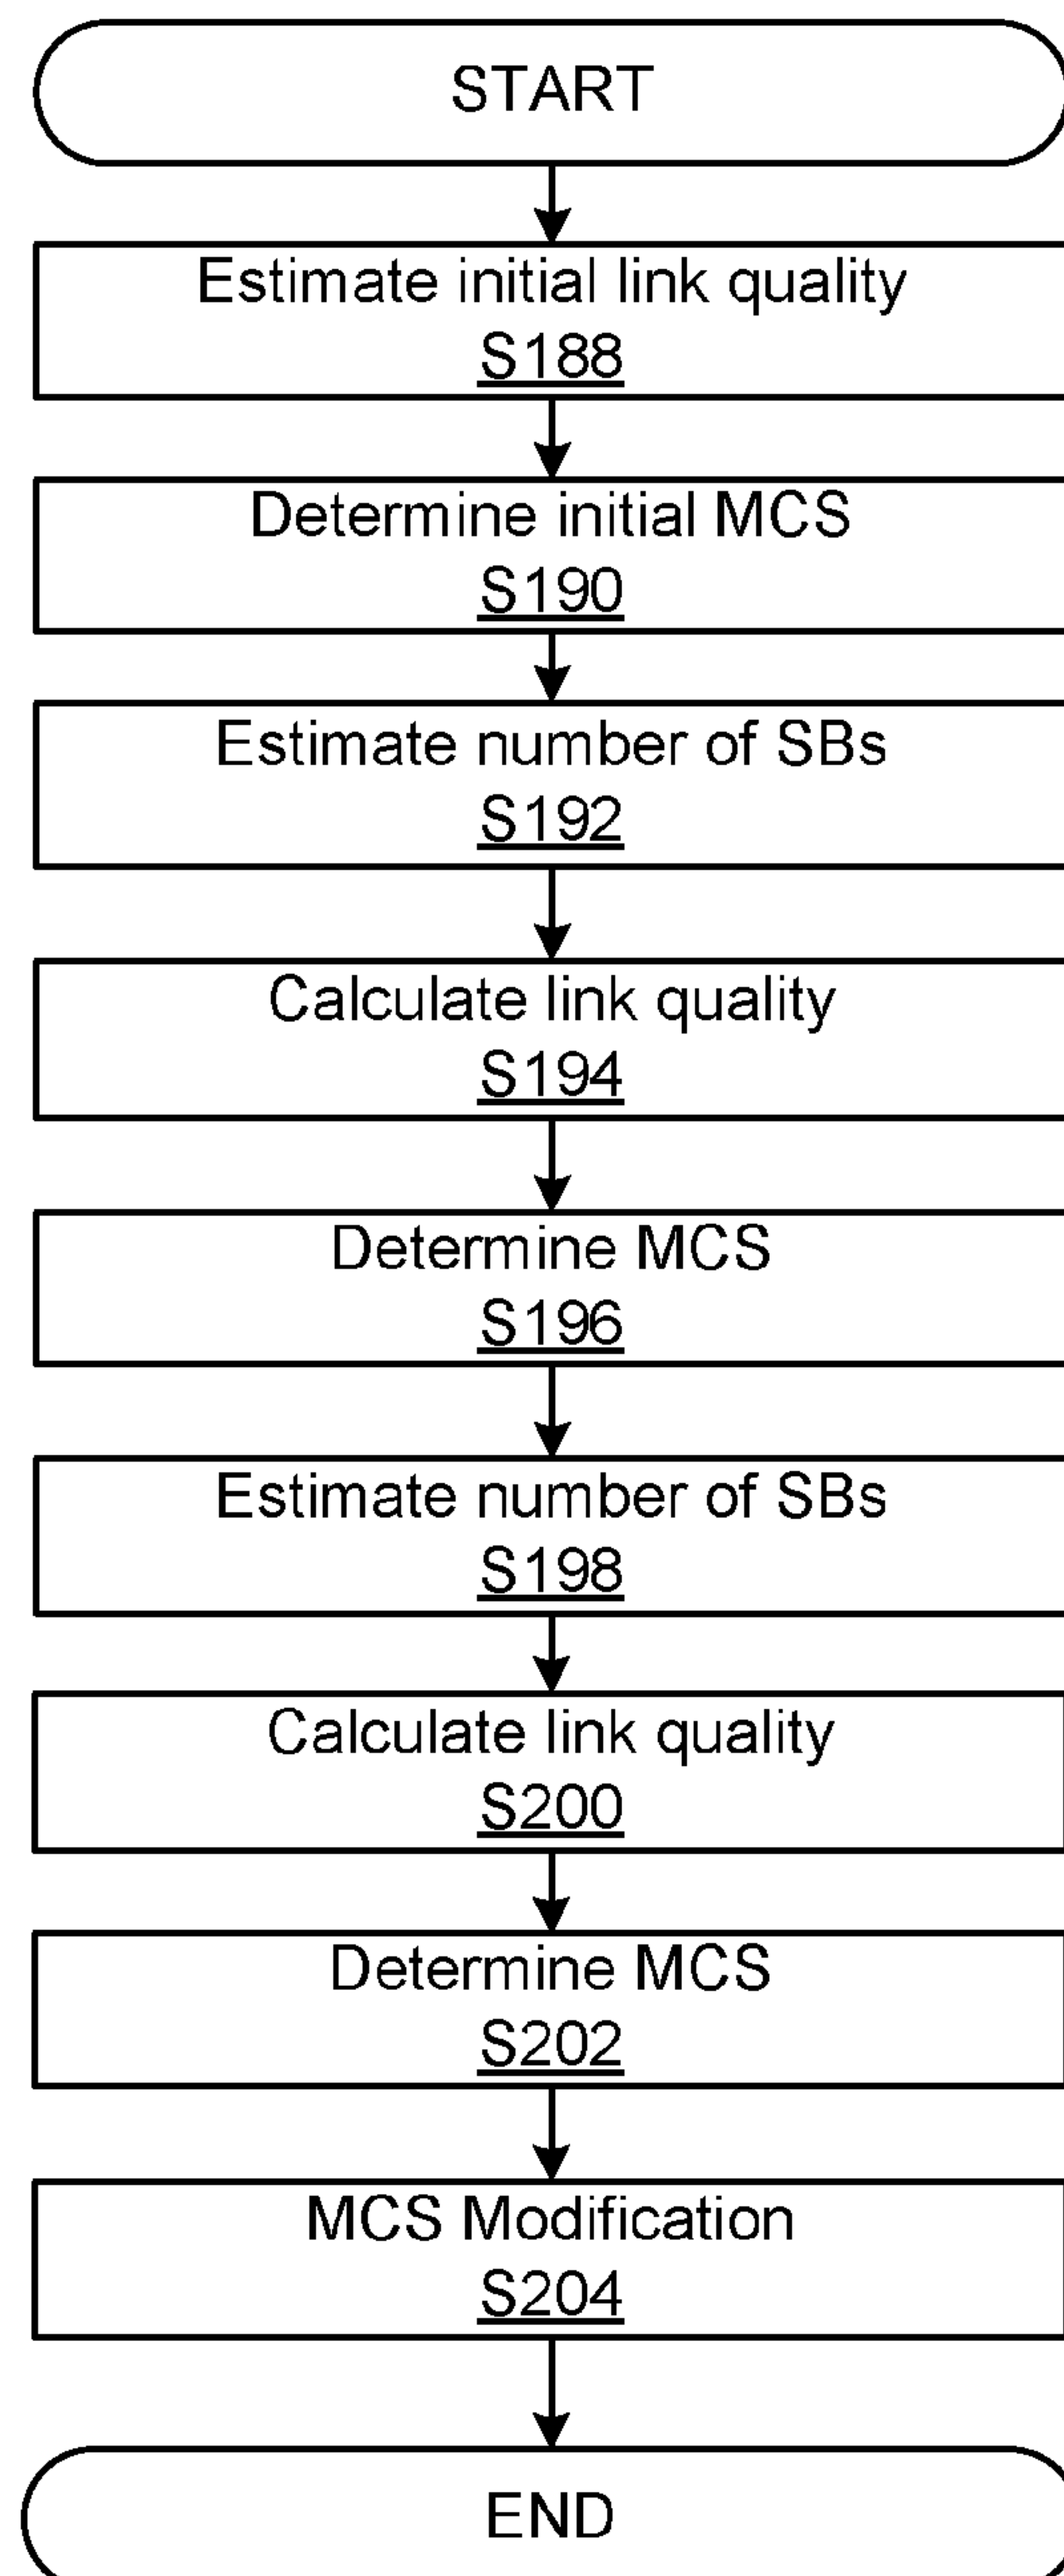 START
Estimate initial link quality
S188
Determine initial MCS
S190
Estimate number of SBs
S192
Calculate link quality
S194
Determine MCS
S196
Estimate number of SBs
S198
Calculate link quality
S200
Determine MCS
S202
MCS Modification
S204
END